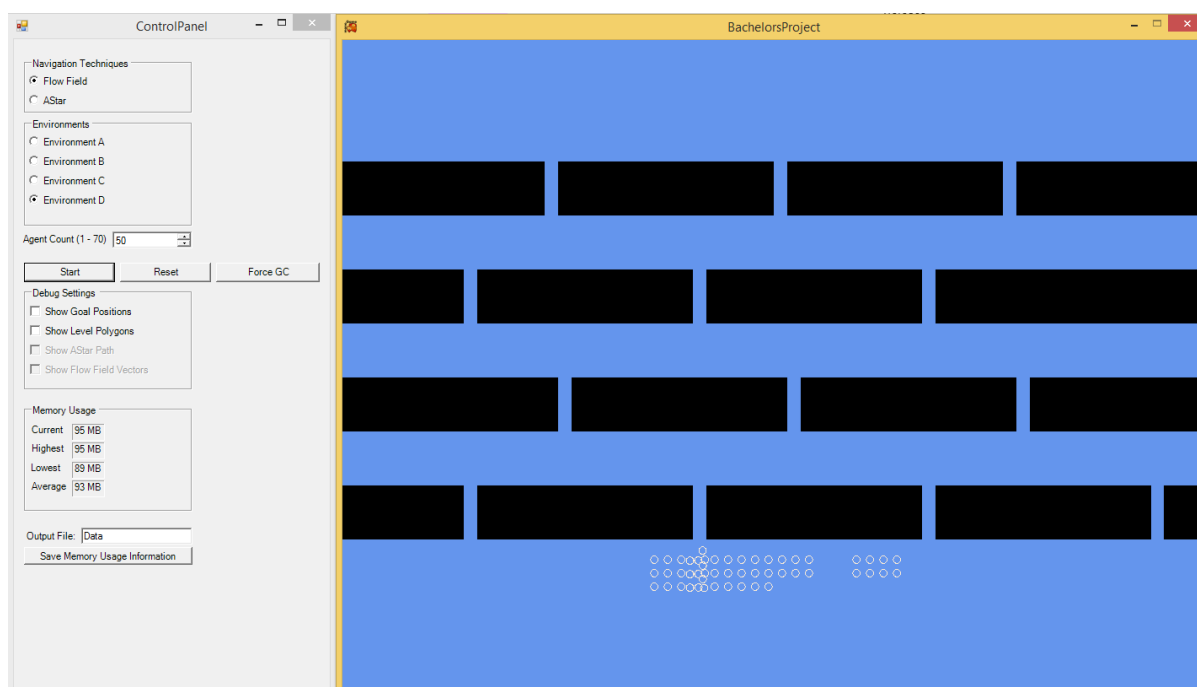 ControlPanel
Navigation Techniques
Flow Field
AStar
Environments
Environment A
Environment B
Environment C
Environment D
Agent Count (1 - 70) 50
Start Reset Force GC
Debug Settings
Show Goal Positions
Show Level Polygons
Show AStar Path
Show Flow Field Vectors
Memory Usage
Current 95 MB
Highest 95 MB
Lowest 89 MB
Average 93 MB
Output File: Data
Save Memory Usage Information
BachelorsProject